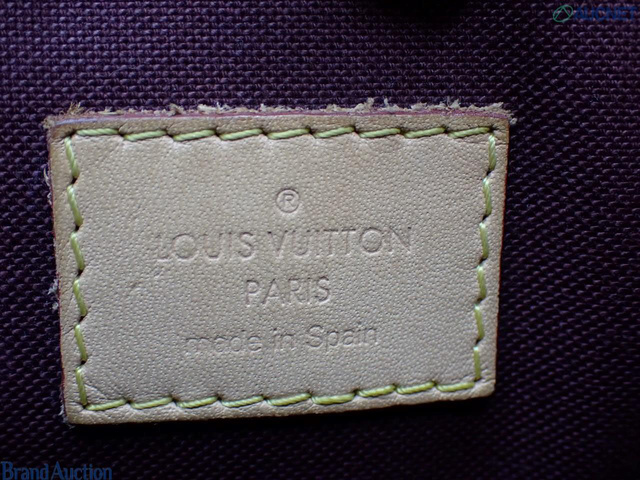 ®
LOUIS VUITTON
PARIS
made in Spain
Brand Auction